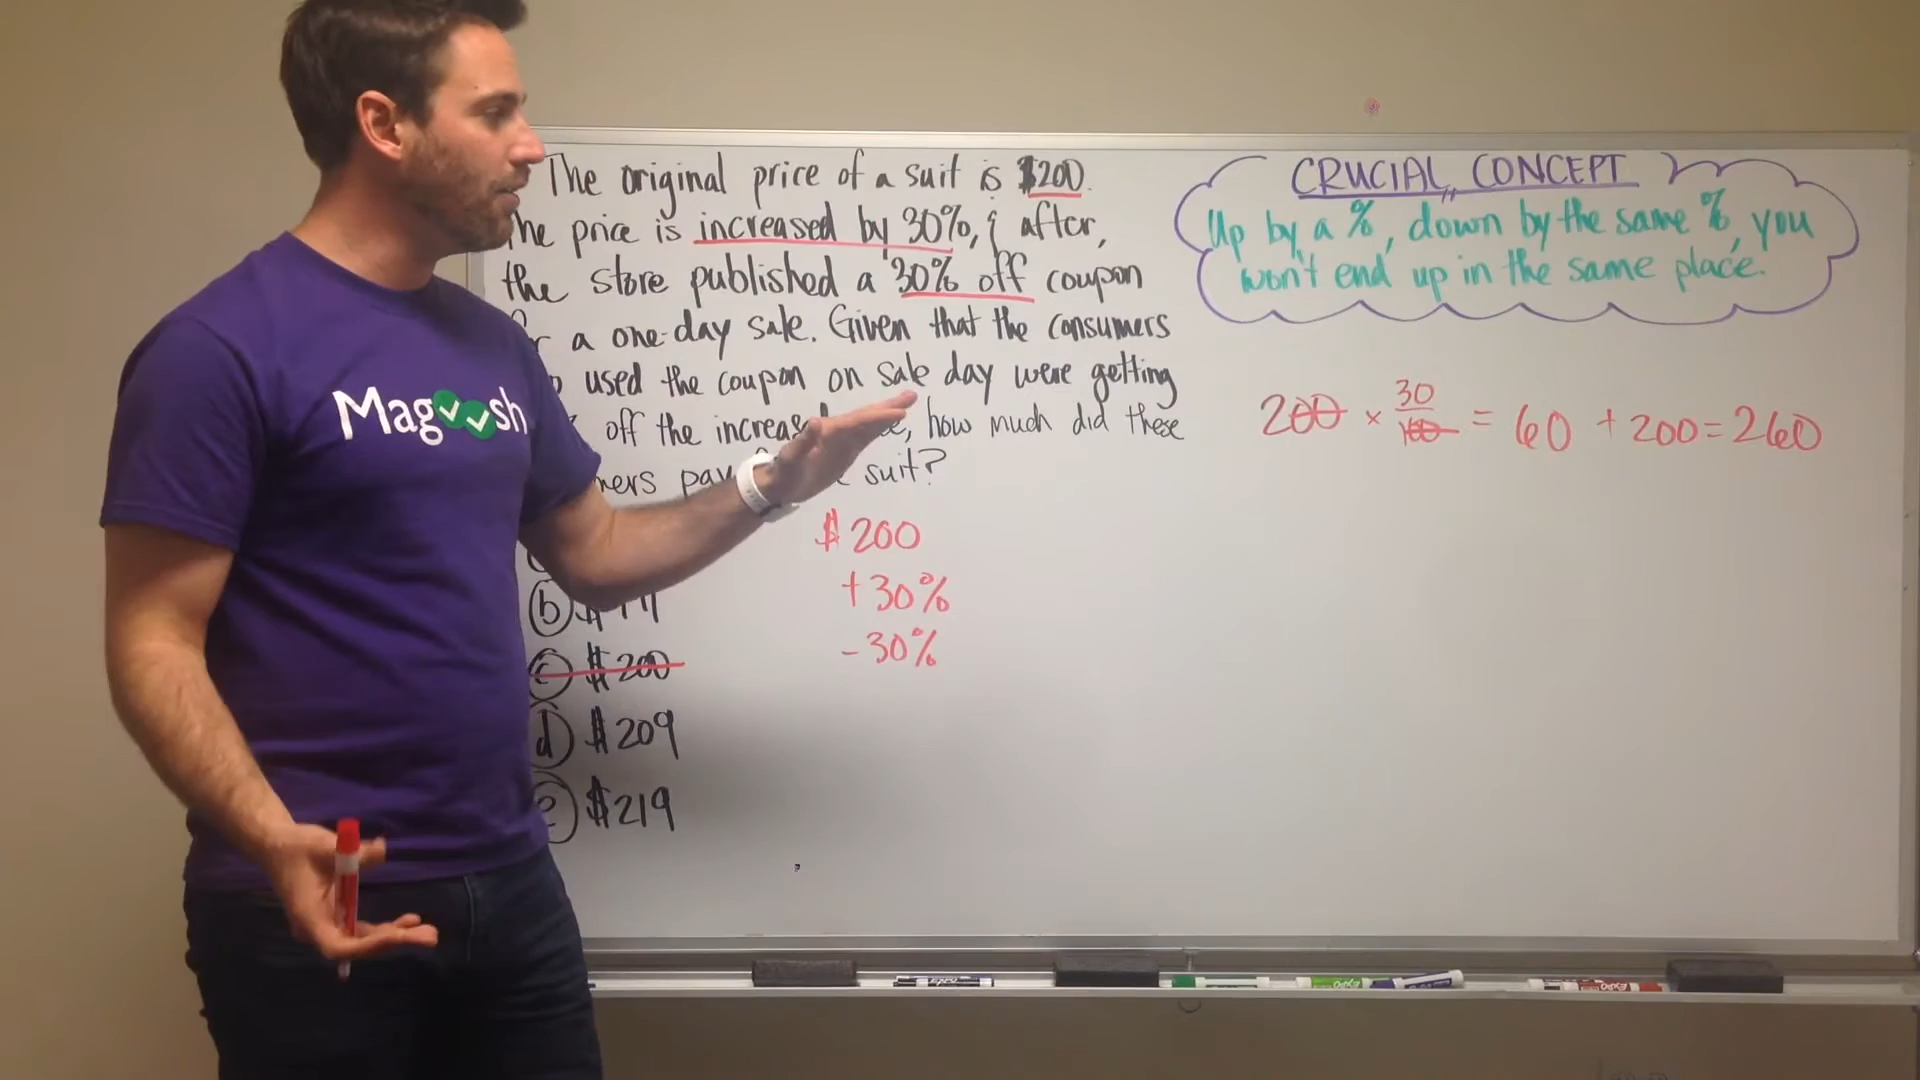 The original price of a suit is $200.
The price is increased by 30%, & after,
the store published a 30% off coupon
a one-day sale. Given that the consumers
used the coupon on sale day were getting
off the increased how much did these
suit?
$200
+30%
-30%
b
c $200
d $209
e $219
CRUCIAL CONCEPT
Up by a %, down by the same %, you
won't end up in the same place.
200 × 30/100 = 60 + 200 = 260
Magoosh